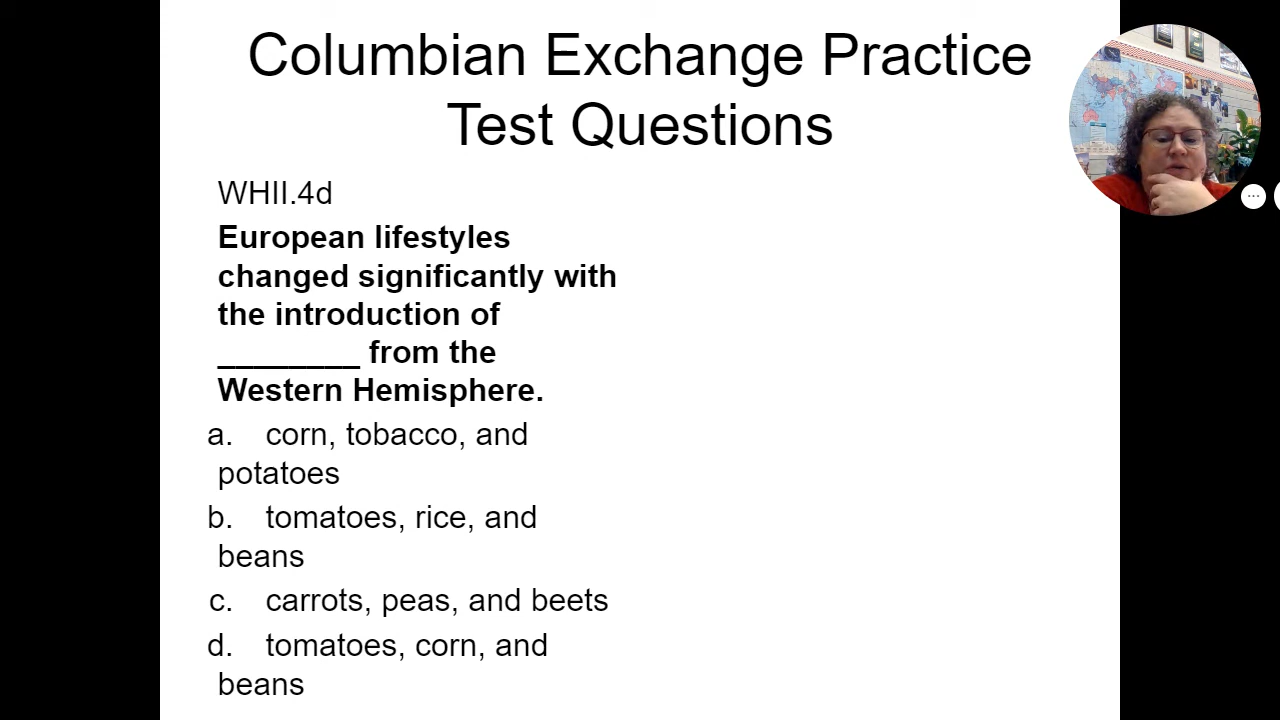 Columbian Exchange Practice
Test Questions
WHII.4d
European lifestyles
changed significantly with
the introduction of
________ from the
Western Hemisphere.
a. corn, tobacco, and
potatoes
b. tomatoes, rice, and
beans
c. carrots, peas, and beets
d. tomatoes, corn, and
beans